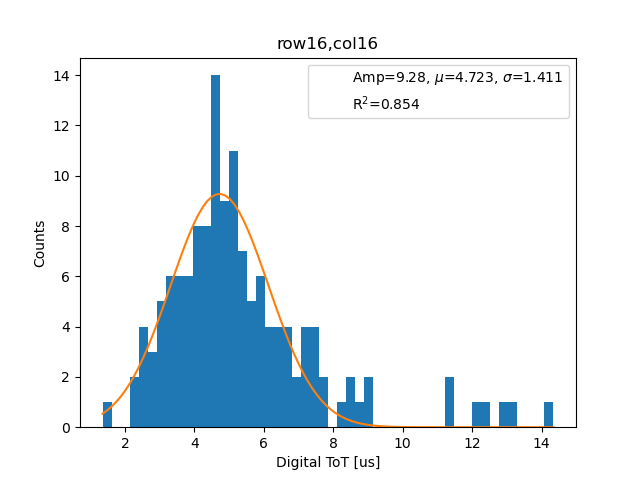 row16,col16
Amp=9.28, μ=4.723, σ=1.411
R²=0.854
14
12
10
8
6
4
2
0
Counts
2 4 6 8 10 12 14
Digital ToT [us]